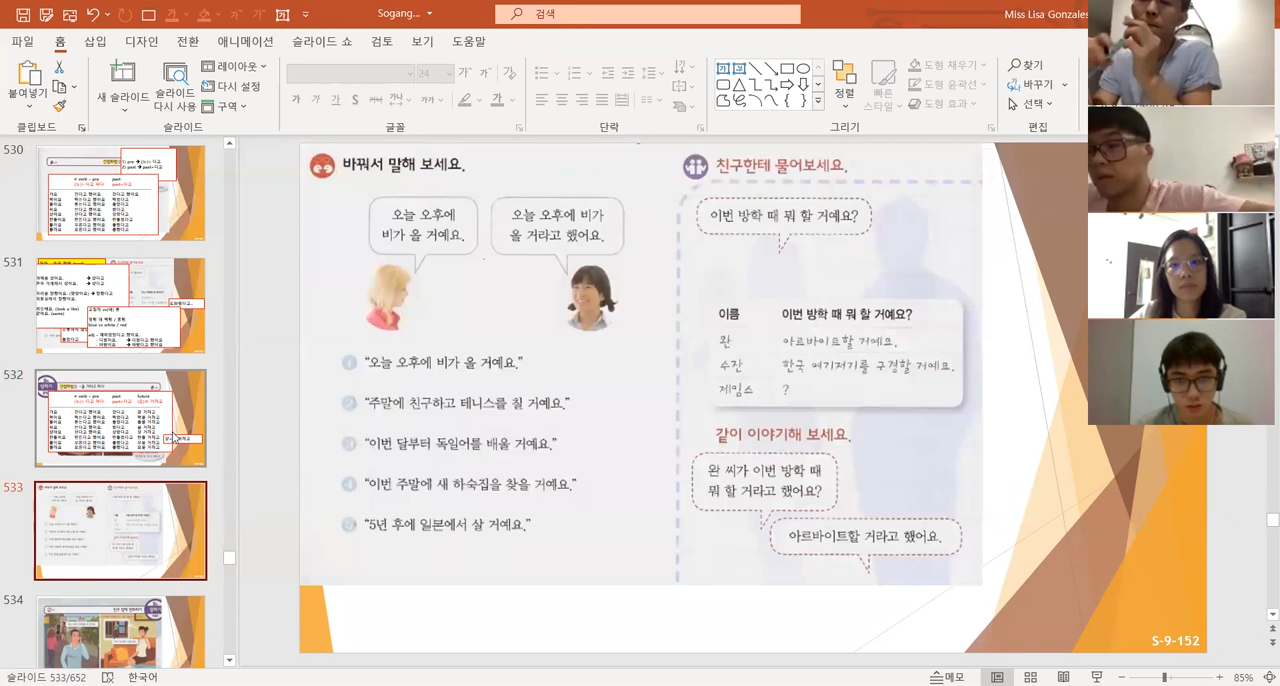 Sogang...
검색
Miss Lisa Gonzales
파일 홈 삽입 디자인 전환 애니메이션 슬라이드 쇼 검토 보기 도움말
붙여넣기
새 슬라이드
슬라이드 다시 사용
레이아웃
다시 설정
구역
24
가 가 가 가
정렬
빠른 스타일
도형 채우기
도형 윤곽선
도형 효과
찾기
바꾸기
선택
클립보드 슬라이드 글꼴 단락 그리기 편집
530
531
532
533
534
바꿔서 말해 보세요.
오늘 오후에
비가 올 거예요.
오늘 오후에 비가
올 거라고 했어요.
1 "오늘 오후에 비가 올 거예요."
2 "주말에 친구하고 테니스를 칠 거예요."
3 "이번 달부터 독일어를 배울 거예요."
4 "이번 주말에 새 하숙집을 찾을 거예요."
5 "5년 후에 일본에서 살 거예요."
친구한테 물어보세요.
이번 방학 때 뭐 할 거예요?
이름 이번 방학 때 뭐 할 거예요?
완 아르바이트할 거예요.
수잔 한국 여기저기를 구경할 거예요.
제임스 ?
같이 이야기해 보세요.
완 씨가 이번 방학 때
뭐 할 거라고 했어요?
아르바이트할 거라고 했어요.
S-9-152
슬라이드 533/652 한국어 메모 85%